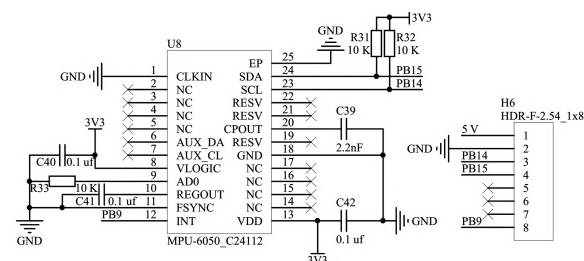 3V3
GND
R31 R32
10 K 10 K
U8
EP 25
GND 1 CLKIN SDA 24 PB15
2 NC SCL 23 PB14
3 NC RESV 22
4 NC RESV 21
5 NC CPOUT 20
C39
2.2nF
6 AUX_DA RESV 19
7 AUX_CL GND 18
8 VLOGIC NC 17
9 AD0 NC 16
10 REGOUT NC 15
11 FSYNC NC 14
PB9 12 INT VDD 13
MPU-6050_C24112
3V3
C40 0.1 uf
R33 10 K
C41 0.1 uf
GND
C42
0.1 uf
GND
3V3
H6
HDR-F-2.54_1x8
5 V 1
GND 2
PB14 3
PB15 4
5
6
7
PB9 8